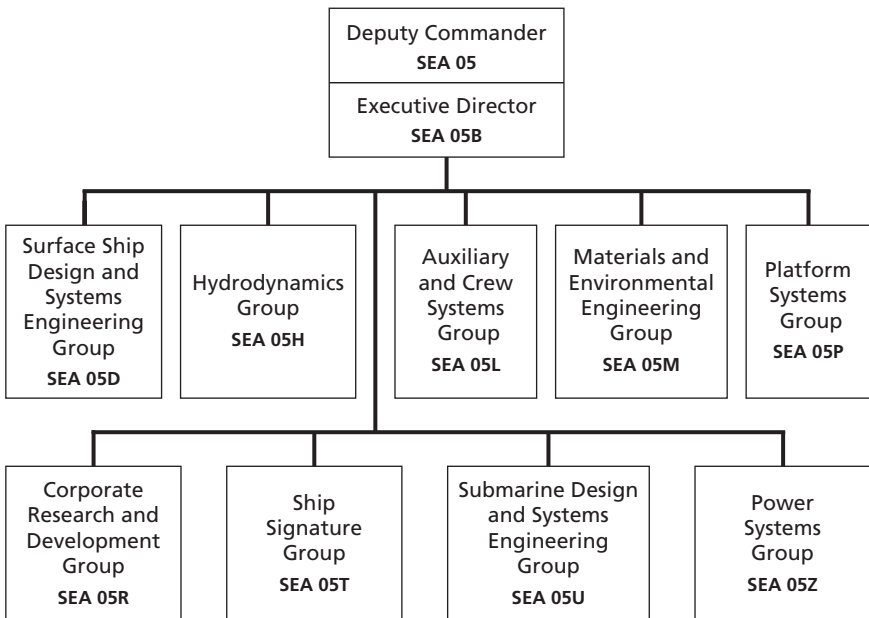 Deputy Commander
SEA 05
Executive Director
SEA 05B
Surface Ship
Design and
Systems
Engineering
Group
SEA 05D
Hydrodynamics
Group
SEA 05H
Auxiliary
and Crew
Systems
Group
SEA 05L
Materials and
Environmental
Engineering
Group
SEA 05M
Platform
Systems
Group
SEA 05P
Corporate
Research and
Development
Group
SEA 05R
Ship
Signature
Group
SEA 05T
Submarine Design
and Systems
Engineering
Group
SEA 05U
Power
Systems
Group
SEA 05Z